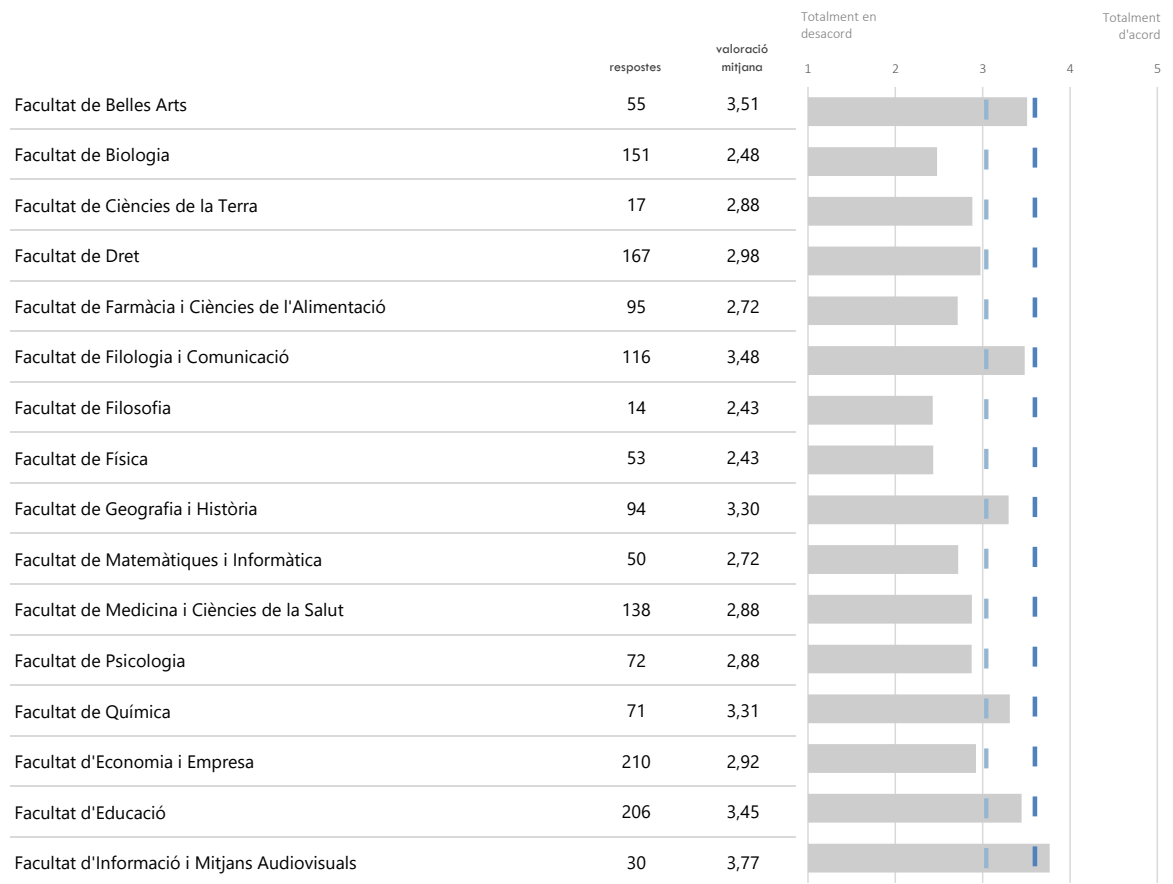 Totalment en desacord
Totalment d'acord
respostes
valoració mitjana
1 2 3 4 5
Facultat de Belles Arts 55 3,51
Facultat de Biologia 151 2,48
Facultat de Ciències de la Terra 17 2,88
Facultat de Dret 167 2,98
Facultat de Farmàcia i Ciències de l'Alimentació 95 2,72
Facultat de Filologia i Comunicació 116 3,48
Facultat de Filosofia 14 2,43
Facultat de Física 53 2,43
Facultat de Geografia i Història 94 3,30
Facultat de Matemàtiques i Informàtica 50 2,72
Facultat de Medicina i Ciències de la Salut 138 2,88
Facultat de Psicologia 72 2,88
Facultat de Química 71 3,31
Facultat d'Economia i Empresa 210 2,92
Facultat d'Educació 206 3,45
Facultat d'Informació i Mitjans Audiovisuals 30 3,77